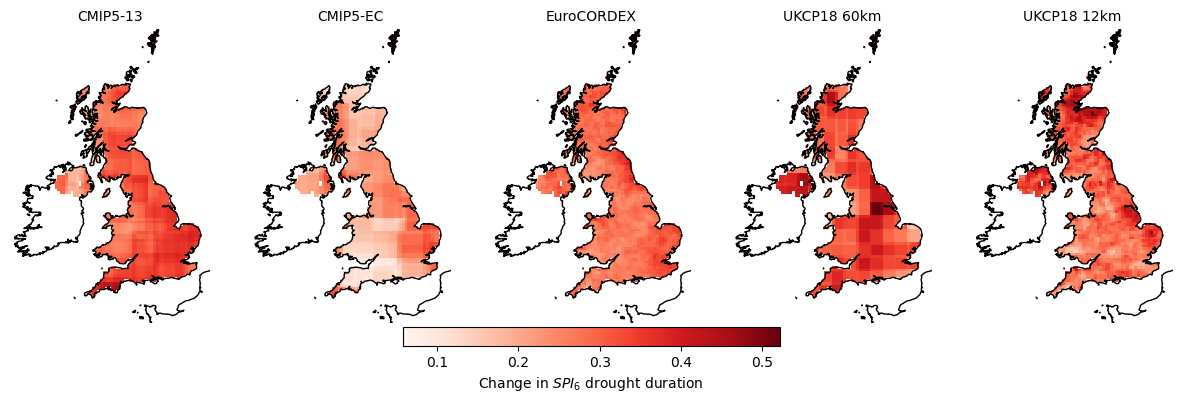 CMIP5-13 CMIP5-EC EuroCORDEX UKCP18 60km UKCP18 12km
0.1 0.2 0.3 0.4 0.5
Change in SPI₆ drought duration